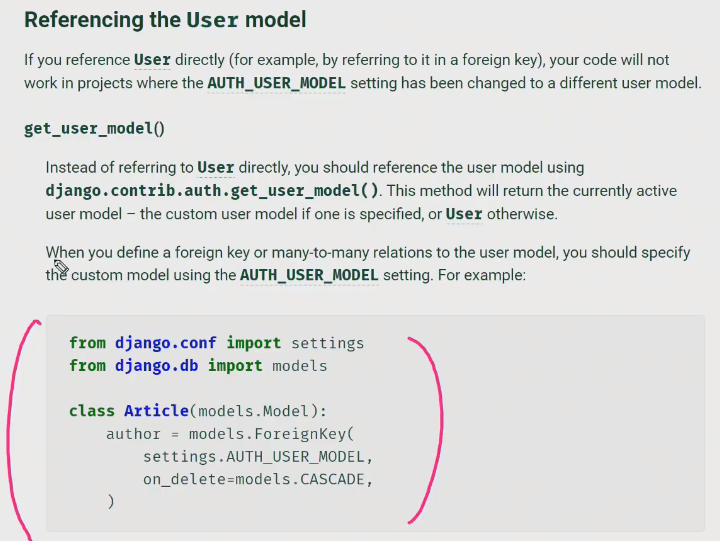 Referencing the User model
If you reference User directly (for example, by referring to it in a foreign key), your code will not
work in projects where the AUTH_USER_MODEL setting has been changed to a different user model.
get_user_model()
Instead of referring to User directly, you should reference the user model using
django.contrib.auth.get_user_model(). This method will return the currently active
user model – the custom user model if one is specified, or User otherwise.
When you define a foreign key or many-to-many relations to the user model, you should specify
the custom model using the AUTH_USER_MODEL setting. For example:
from django.conf import settings
from django.db import models
class Article(models.Model):
    author = models.ForeignKey(
        settings.AUTH_USER_MODEL,
        on_delete=models.CASCADE,
    )